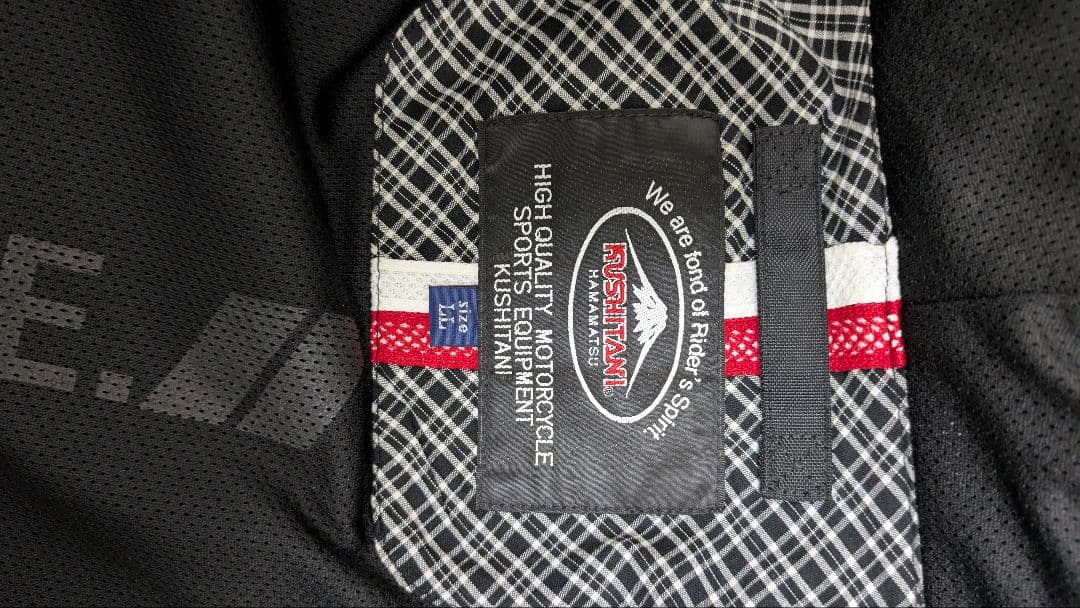 We are fond of Rider's Spirit.
KUSHITANI®
HAMAMATSU
HIGH QUALITY MOTORCYCLE
SPORTS EQUIPMENT
KUSHITANI
size
LL
E.